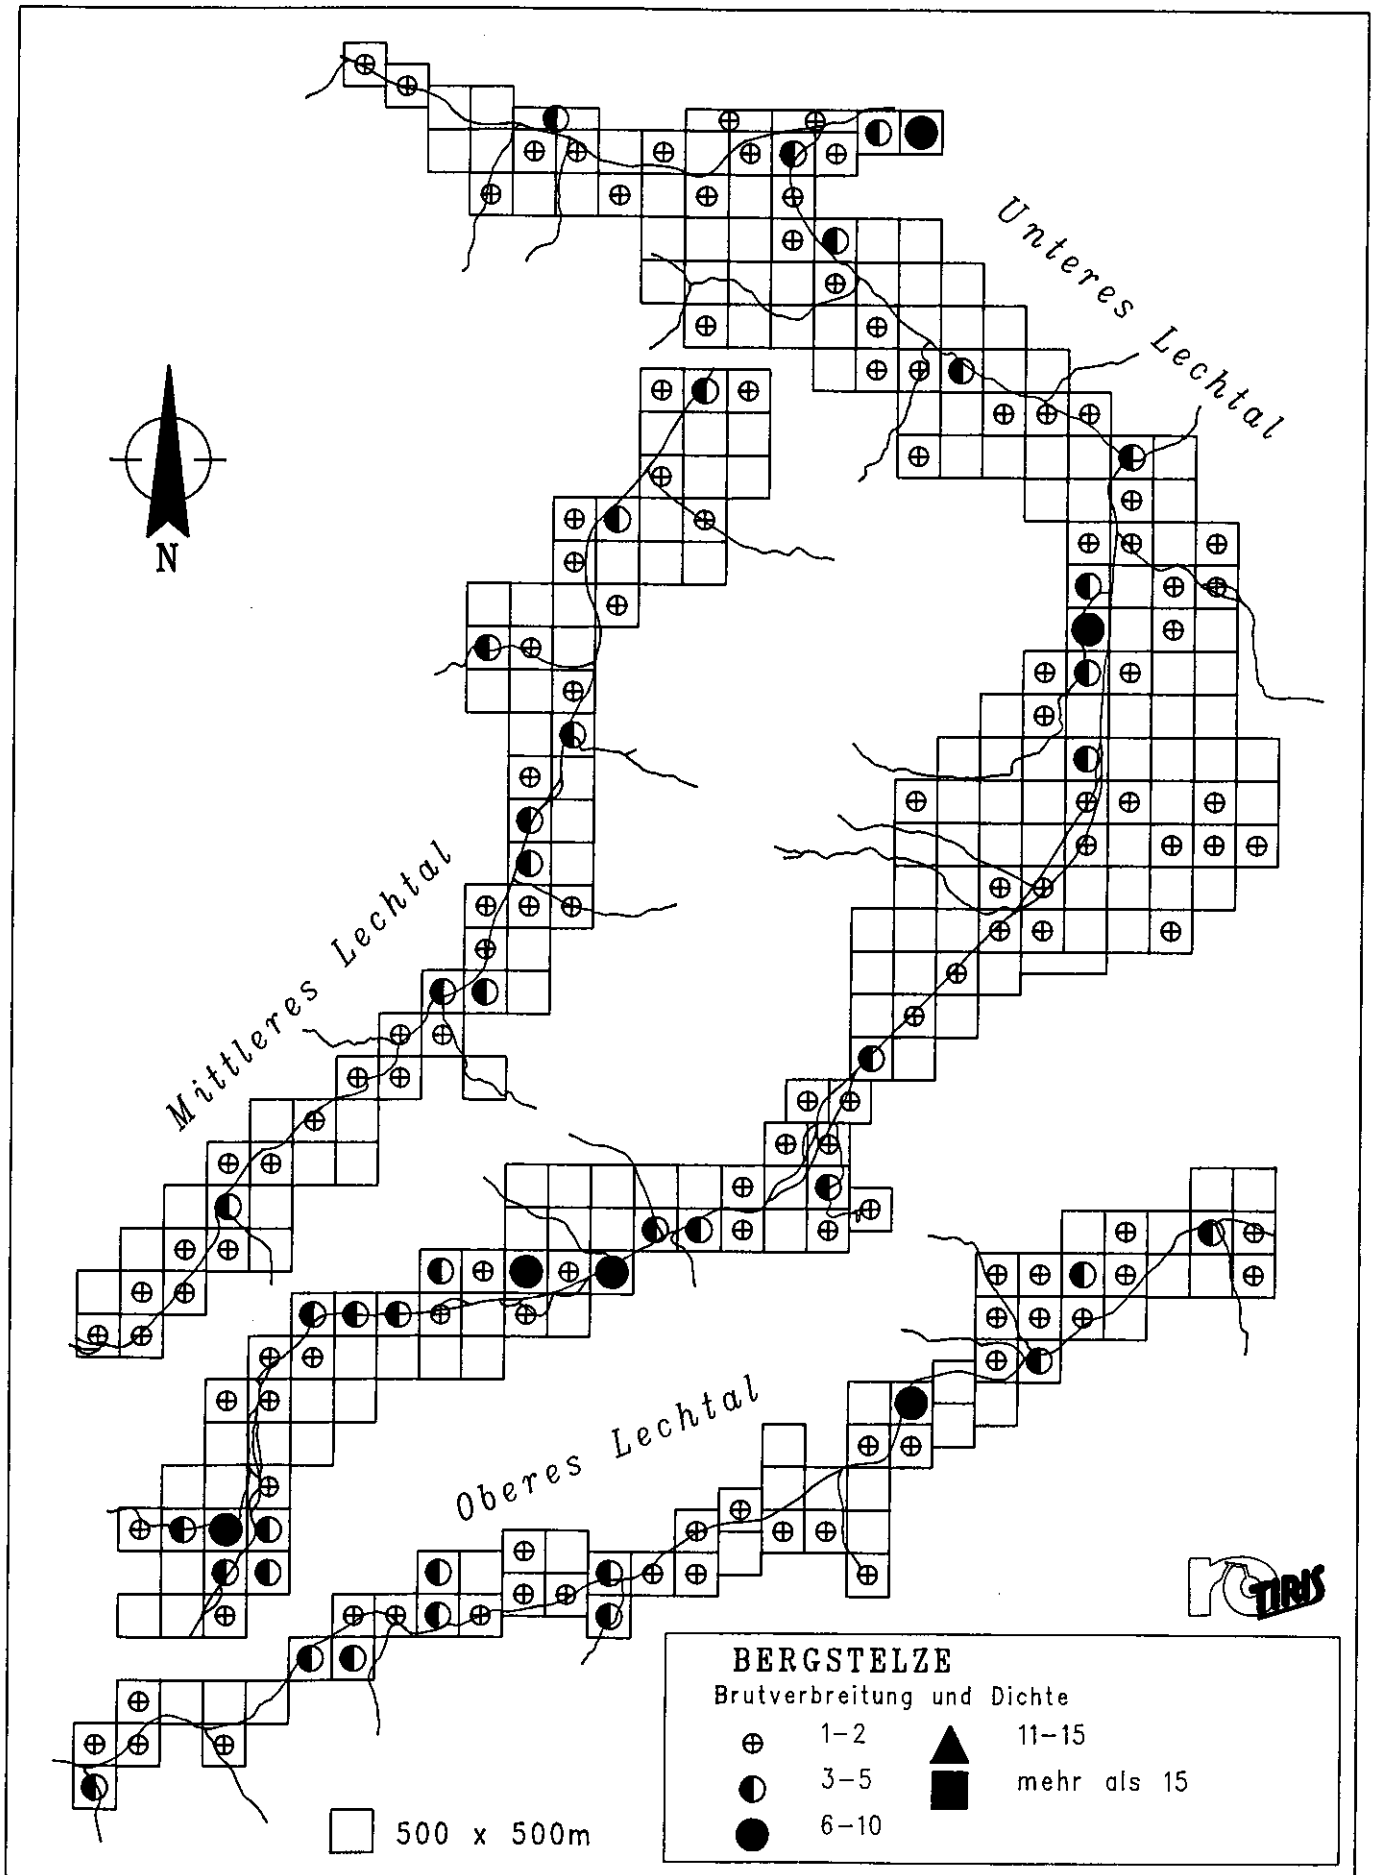 Unteres Lechtal
N
Mittleres Lechtal
Oberes Lechtal
ro
TIRIS
BERGSTELZE
Brutverbreitung und Dichte
1-2
11-15
3-5
mehr als 15
6-10
500 x 500m